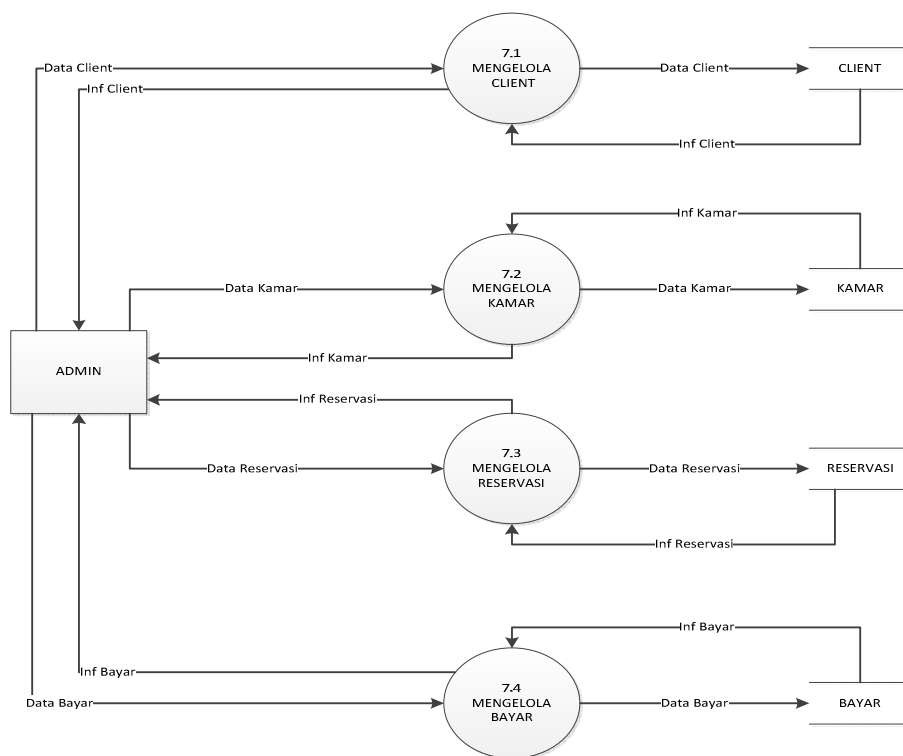 7.1
MENGELOLA
CLIENT
Data Client
Data Client
CLIENT
Inf Client
Inf Client
Inf Kamar
7.2
MENGELOLA
KAMAR
Data Kamar
Data Kamar
KAMAR
Inf Kamar
ADMIN
Inf Reservasi
7.3
MENGELOLA
RESERVASI
Data Reservasi
Data Reservasi
RESERVASI
Inf Reservasi
Inf Bayar
Inf Bayar
7.4
MENGELOLA
BAYAR
Data Bayar
Data Bayar
BAYAR